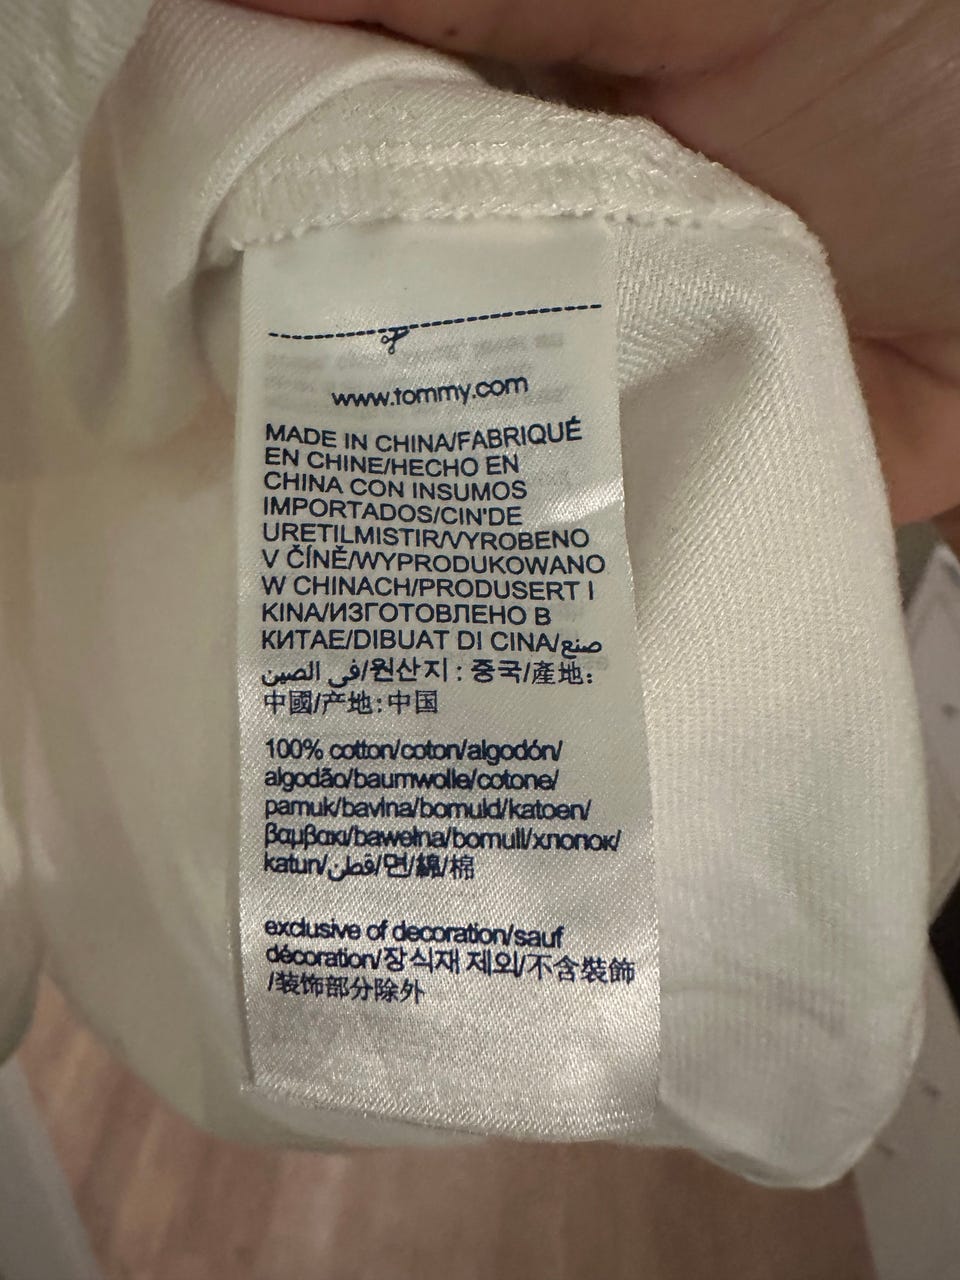 www.tommy.com
MADE IN CHINA/FABRIQUÉ
EN CHINE/HECHO EN
CHINA CON INSUMOS
IMPORTADOS/CIN'DE
URETILMISTIR/VYROBENO
V ČÍNĚ/WYPRODUKOWANO
W CHINACH/PRODUSERT I
KINA/ИЗГОТОВЛЕНО В
КИТАЕ/DIBUAT DI CINA/صنع
في الصين/원산지 : 중국/產地:
中國/产地:中国
100% cotton/coton/algodón/
algodão/baumwolle/cotone/
pamuk/bavlna/bomuld/katoen/
βαμβακι/bawełna/bomull/хлопок/
katun/قطن/면/綿/棉
exclusive of decoration/sauf
décoration/장식재 제외/不含裝飾
/装饰部分除外